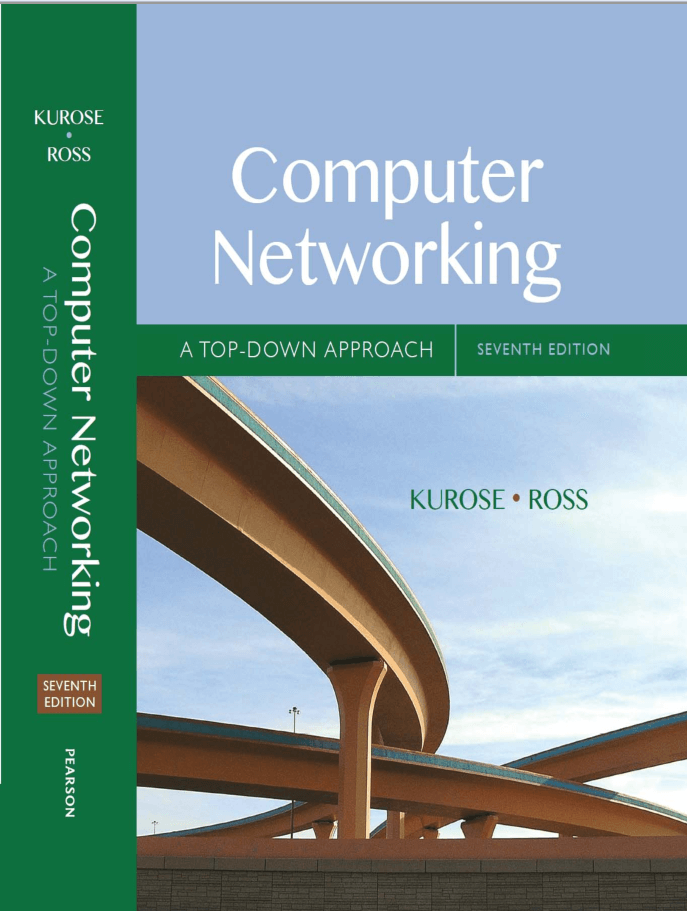 KUROSE
•
ROSS
Computer Networking
A TOP-DOWN APPROACH
SEVENTH
EDITION
PEARSON
Computer
Networking
A TOP-DOWN APPROACH
SEVENTH EDITION
KUROSE • ROSS